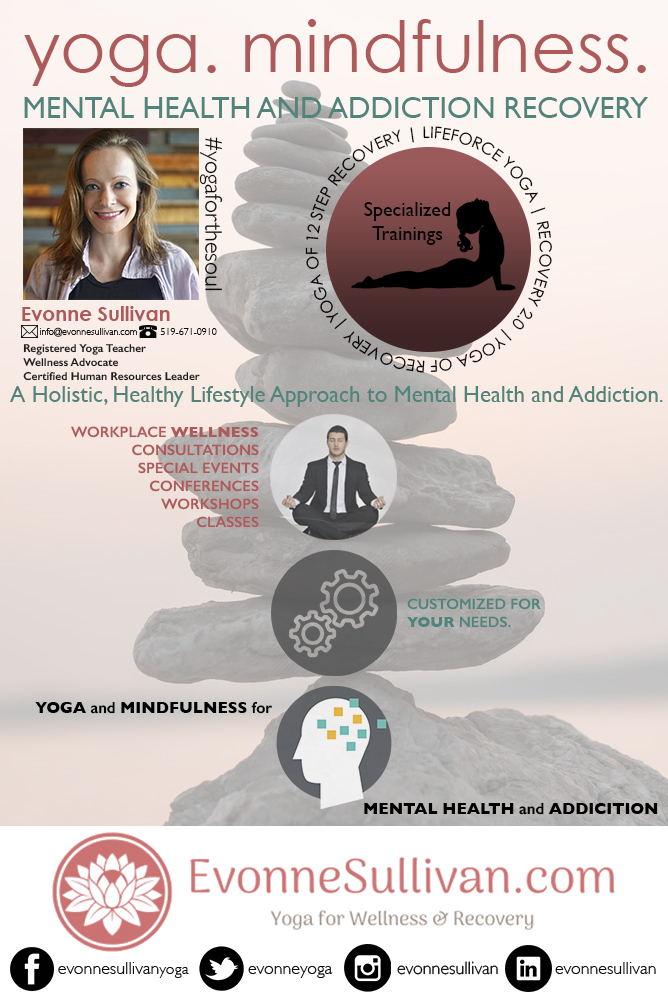 yoga. mindfulness.
MENTAL HEALTH AND ADDICTION RECOVERY
#yogaforthesoul
Evonne Sullivan
info@evonnesullivan.com 519-671-0910
Registered Yoga Teacher
Wellness Advocate
Certified Human Resources Leader
Specialized
Trainings
YOGA OF 12 STEP RECOVERY | LIFEFORCE YOGA | RECOVERY 2.0 | YOGA OF RECOVERY |
A Holistic, Healthy Lifestyle Approach to Mental Health and Addiction.
WORKPLACE WELLNESS
CONSULTATIONS
SPECIAL EVENTS
CONFERENCES
WORKSHOPS
CLASSES
CUSTOMIZED FOR
YOUR NEEDS.
YOGA and MINDFULNESS for
MENTAL HEALTH and ADDICITION
EvonneSullivan.com
Yoga for Wellness & Recovery
evonnesullivanyoga evonneyoga evonnesullivan evonnesullivan